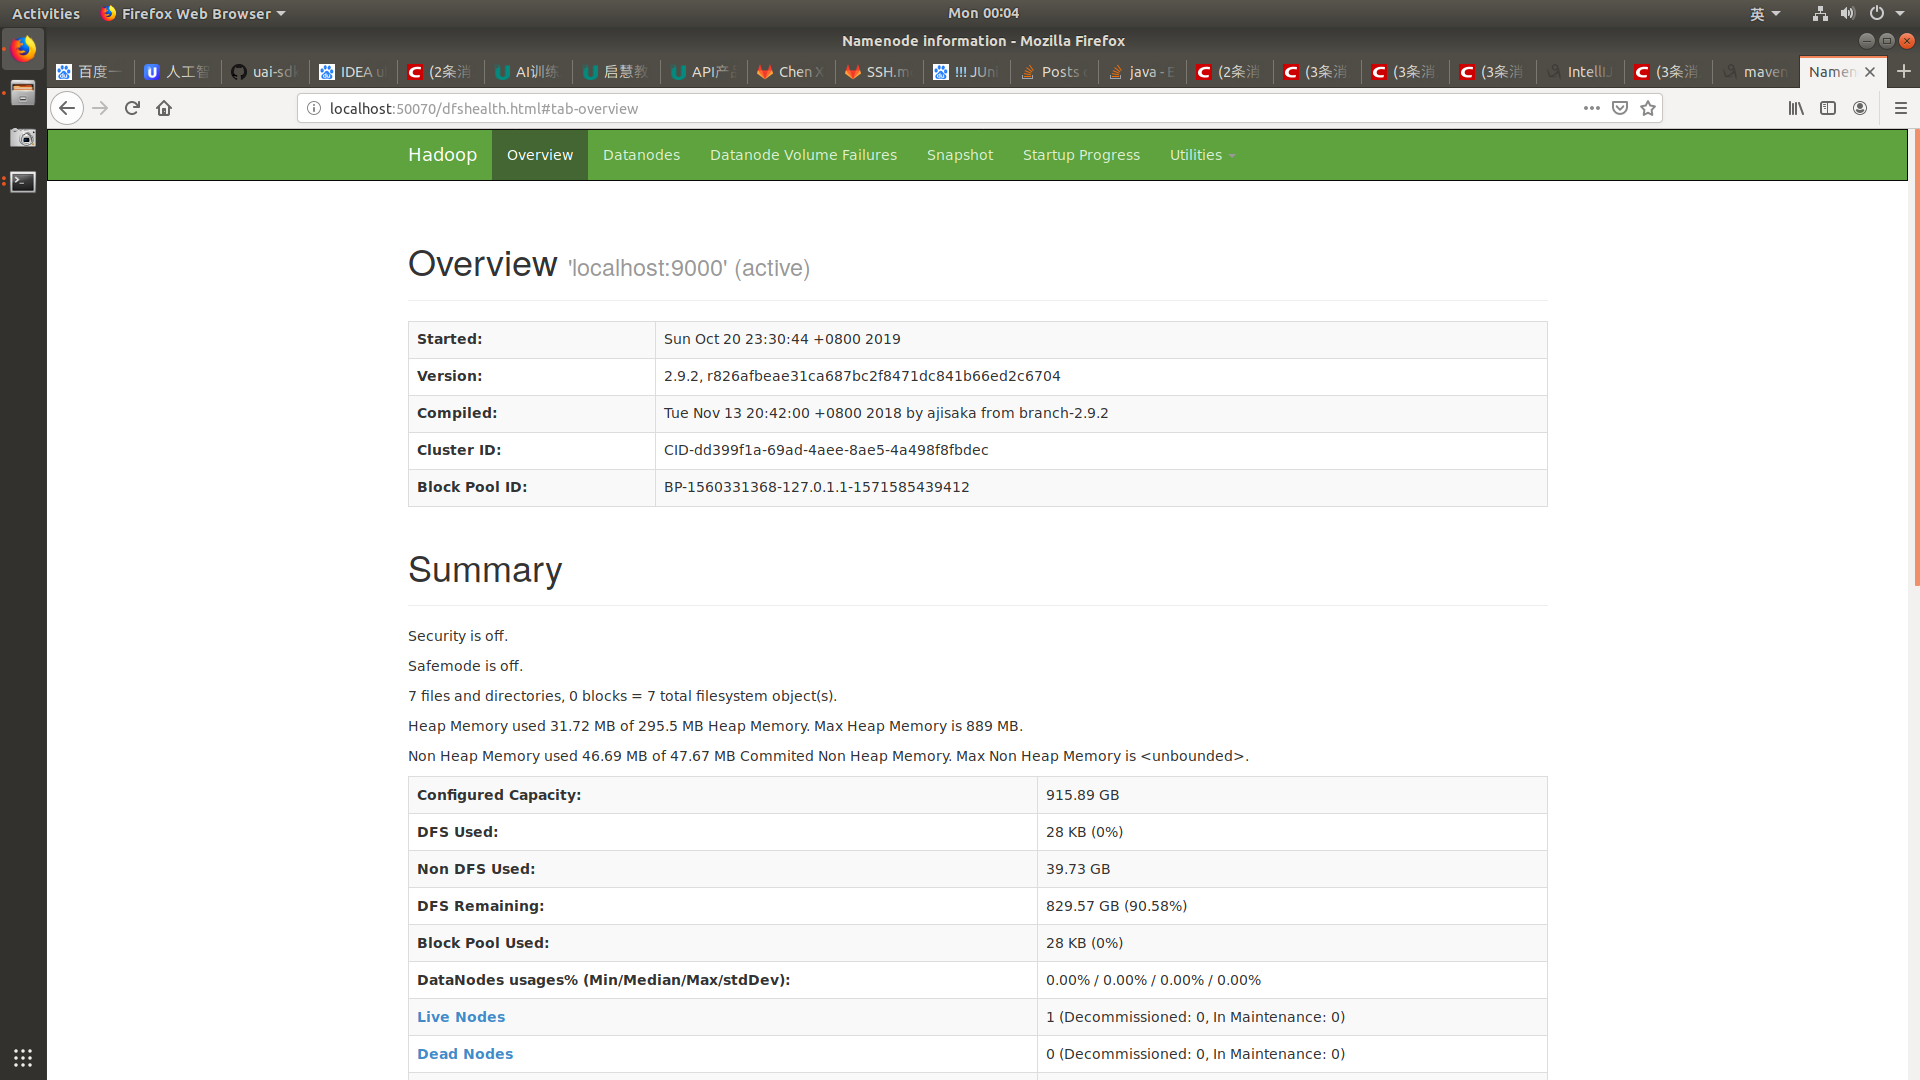 Activities Firefox Web Browser Mon 00:04 英
Namenode information - Mozilla Firefox
百度一 人工智 uai-sdk IDEA u (2条消 AI训练 启慧教 API产品 Chen X SSH.m !!! JUni Posts java - E (2条消 (3条消 (3条消 (3条消 IntelliJ (3条消 maven Namen
localhost:50070/dfshealth.html#tab-overview
Hadoop Overview Datanodes Datanode Volume Failures Snapshot Startup Progress Utilities
Overview 'localhost:9000' (active)
Started: Sun Oct 20 23:30:44 +0800 2019
Version: 2.9.2, r826afbeae31ca687bc2f8471dc841b66ed2c6704
Compiled: Tue Nov 13 20:42:00 +0800 2018 by ajisaka from branch-2.9.2
Cluster ID: CID-dd399f1a-69ad-4aee-8ae5-4a498f8fbdec
Block Pool ID: BP-1560331368-127.0.1.1-1571585439412
Summary
Security is off.
Safemode is off.
7 files and directories, 0 blocks = 7 total filesystem object(s).
Heap Memory used 31.72 MB of 295.5 MB Heap Memory. Max Heap Memory is 889 MB.
Non Heap Memory used 46.69 MB of 47.67 MB Commited Non Heap Memory. Max Non Heap Memory is <unbounded>.
Configured Capacity: 915.89 GB
DFS Used: 28 KB (0%)
Non DFS Used: 39.73 GB
DFS Remaining: 829.57 GB (90.58%)
Block Pool Used: 28 KB (0%)
DataNodes usages% (Min/Median/Max/stdDev): 0.00% / 0.00% / 0.00% / 0.00%
Live Nodes 1 (Decommissioned: 0, In Maintenance: 0)
Dead Nodes 0 (Decommissioned: 0, In Maintenance: 0)